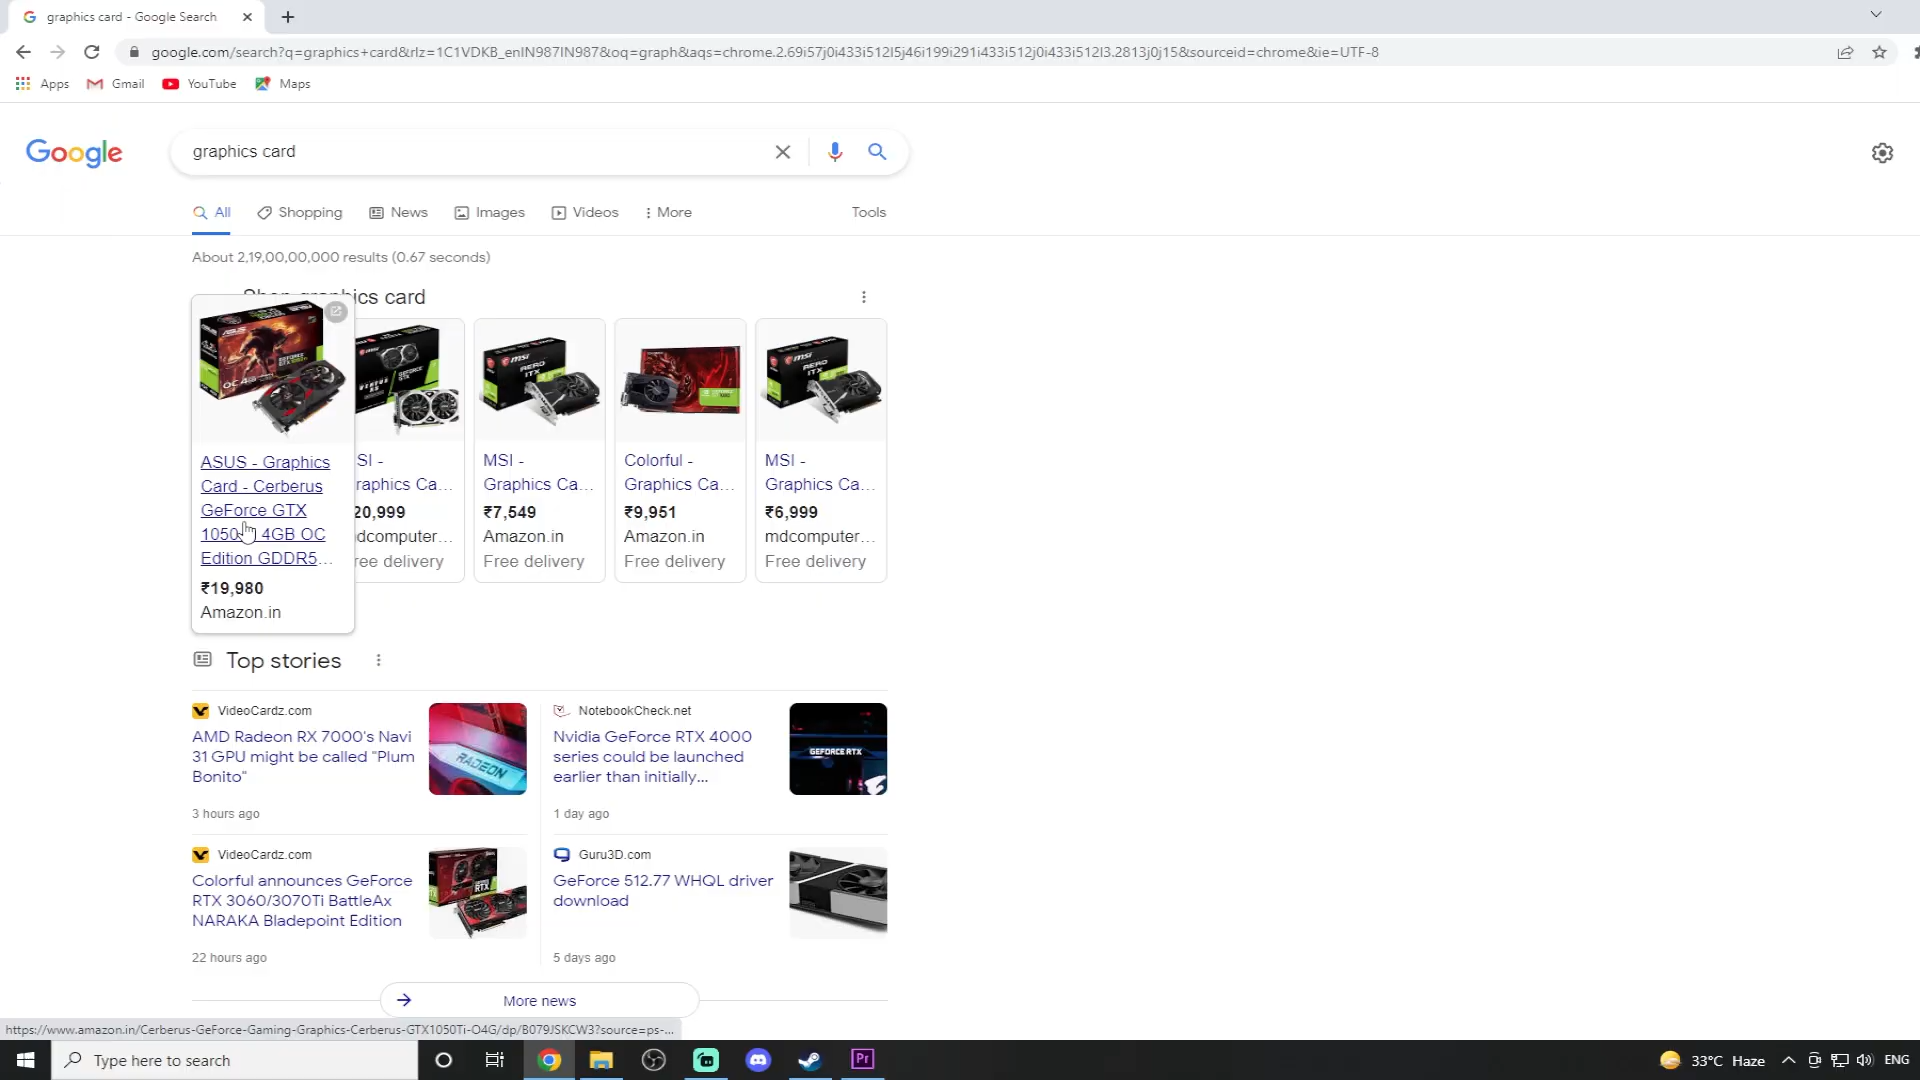 graphics card - Google Search
google.com/search?q=graphics+card&rlz=1C1VDKB_enIN987IN987&oq=graph&aqs=chrome.2.69i57j0i433i512l5j46i199i291i433i512j0i433i512l3.2813j0j15&sourceid=chrome&ie=UTF-8
Apps Gmail YouTube Maps
Google
graphics card
All Shopping News Images Videos More Tools
About 2,19,00,00,000 results (0.67 seconds)
Shop graphics card
ASUS - Graphics
Card - Cerberus
GeForce GTX
1050 4GB OC
Edition GDDR5...
₹19,980
Amazon.in
SI -
raphics Ca...
20,999
dcomputer...
ree delivery
MSI -
Graphics Ca...
₹7,549
Amazon.in
Free delivery
Colorful -
Graphics Ca...
₹9,951
Amazon.in
Free delivery
MSI -
Graphics Ca...
₹6,999
mdcomputer...
Free delivery
Top stories
VideoCardz.com
AMD Radeon RX 7000's Navi
31 GPU might be called "Plum
Bonito"
3 hours ago
RADEON
NotebookCheck.net
Nvidia GeForce RTX 4000
series could be launched
earlier than initially...
1 day ago
GEFORCE RTX
VideoCardz.com
Colorful announces GeForce
RTX 3060/3070Ti BattleAx
NARAKA Bladepoint Edition
22 hours ago
Guru3D.com
GeForce 512.77 WHQL driver
download
5 days ago
More news
https://www.amazon.in/Cerberus-GeForce-Gaming-Graphics-Cerberus-GTX1050Ti-O4G/dp/B079JSKCW3?source=ps-...
Type here to search
Pr
33°C Haze
ENG